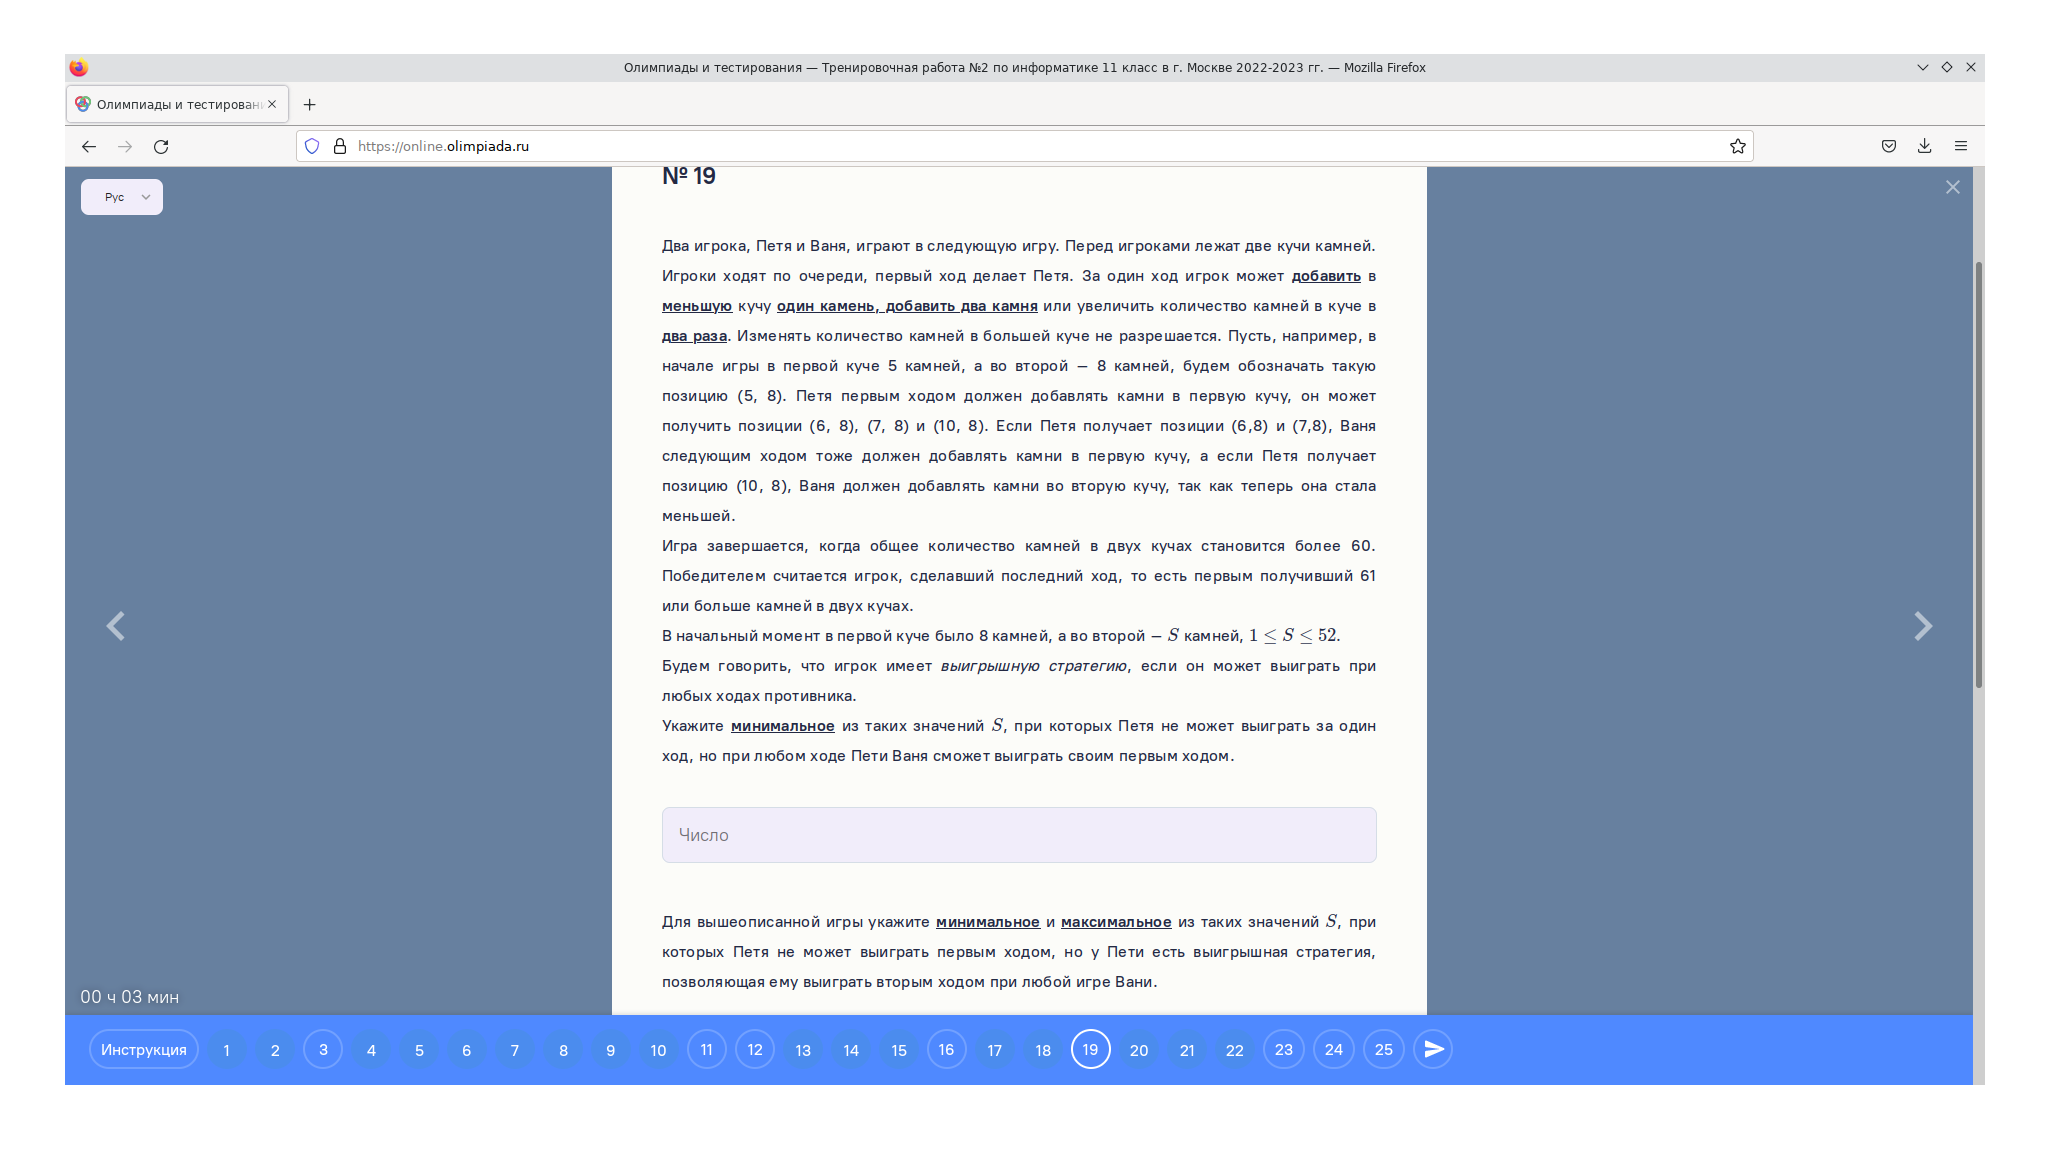 Олимпиады и тестирования — Тренировочная работа №2 по информатике 11 класс в г. Москве 2022-2023 гг. — Mozilla Firefox
Олимпиады и тестировани
https://online.olimpiada.ru
Рус
№ 19
Два игрока, Петя и Ваня, играют в следующую игру. Перед игроками лежат две кучи камней.
Игроки ходят по очереди, первый ход делает Петя. За один ход игрок может добавить в
меньшую кучу один камень, добавить два камня или увеличить количество камней в куче в
два раза. Изменять количество камней в большей куче не разрешается. Пусть, например, в
начале игры в первой куче 5 камней, а во второй – 8 камней, будем обозначать такую
позицию (5, 8). Петя первым ходом должен добавлять камни в первую кучу, он может
получить позиции (6, 8), (7, 8) и (10, 8). Если Петя получает позиции (6,8) и (7,8), Ваня
следующим ходом тоже должен добавлять камни в первую кучу, а если Петя получает
позицию (10, 8), Ваня должен добавлять камни во вторую кучу, так как теперь она стала
меньшей.
Игра завершается, когда общее количество камней в двух кучах становится более 60.
Победителем считается игрок, сделавший последний ход, то есть первым получивший 61
или больше камней в двух кучах.
В начальный момент в первой куче было 8 камней, а во второй – S камней, 1 ≤ S ≤ 52.
Будем говорить, что игрок имеет выигрышную стратегию, если он может выиграть при
любых ходах противника.
Укажите минимальное из таких значений S, при которых Петя не может выиграть за один
ход, но при любом ходе Пети Ваня сможет выиграть своим первым ходом.
Число
Для вышеописанной игры укажите минимальное и максимальное из таких значений S, при
которых Петя не может выиграть первым ходом, но у Пети есть выигрышная стратегия,
позволяющая ему выиграть вторым ходом при любой игре Вани.
00 ч 03 мин
Инструкция 1 2 3 4 5 6 7 8 9 10 11 12 13 14 15 16 17 18 19 20 21 22 23 24 25